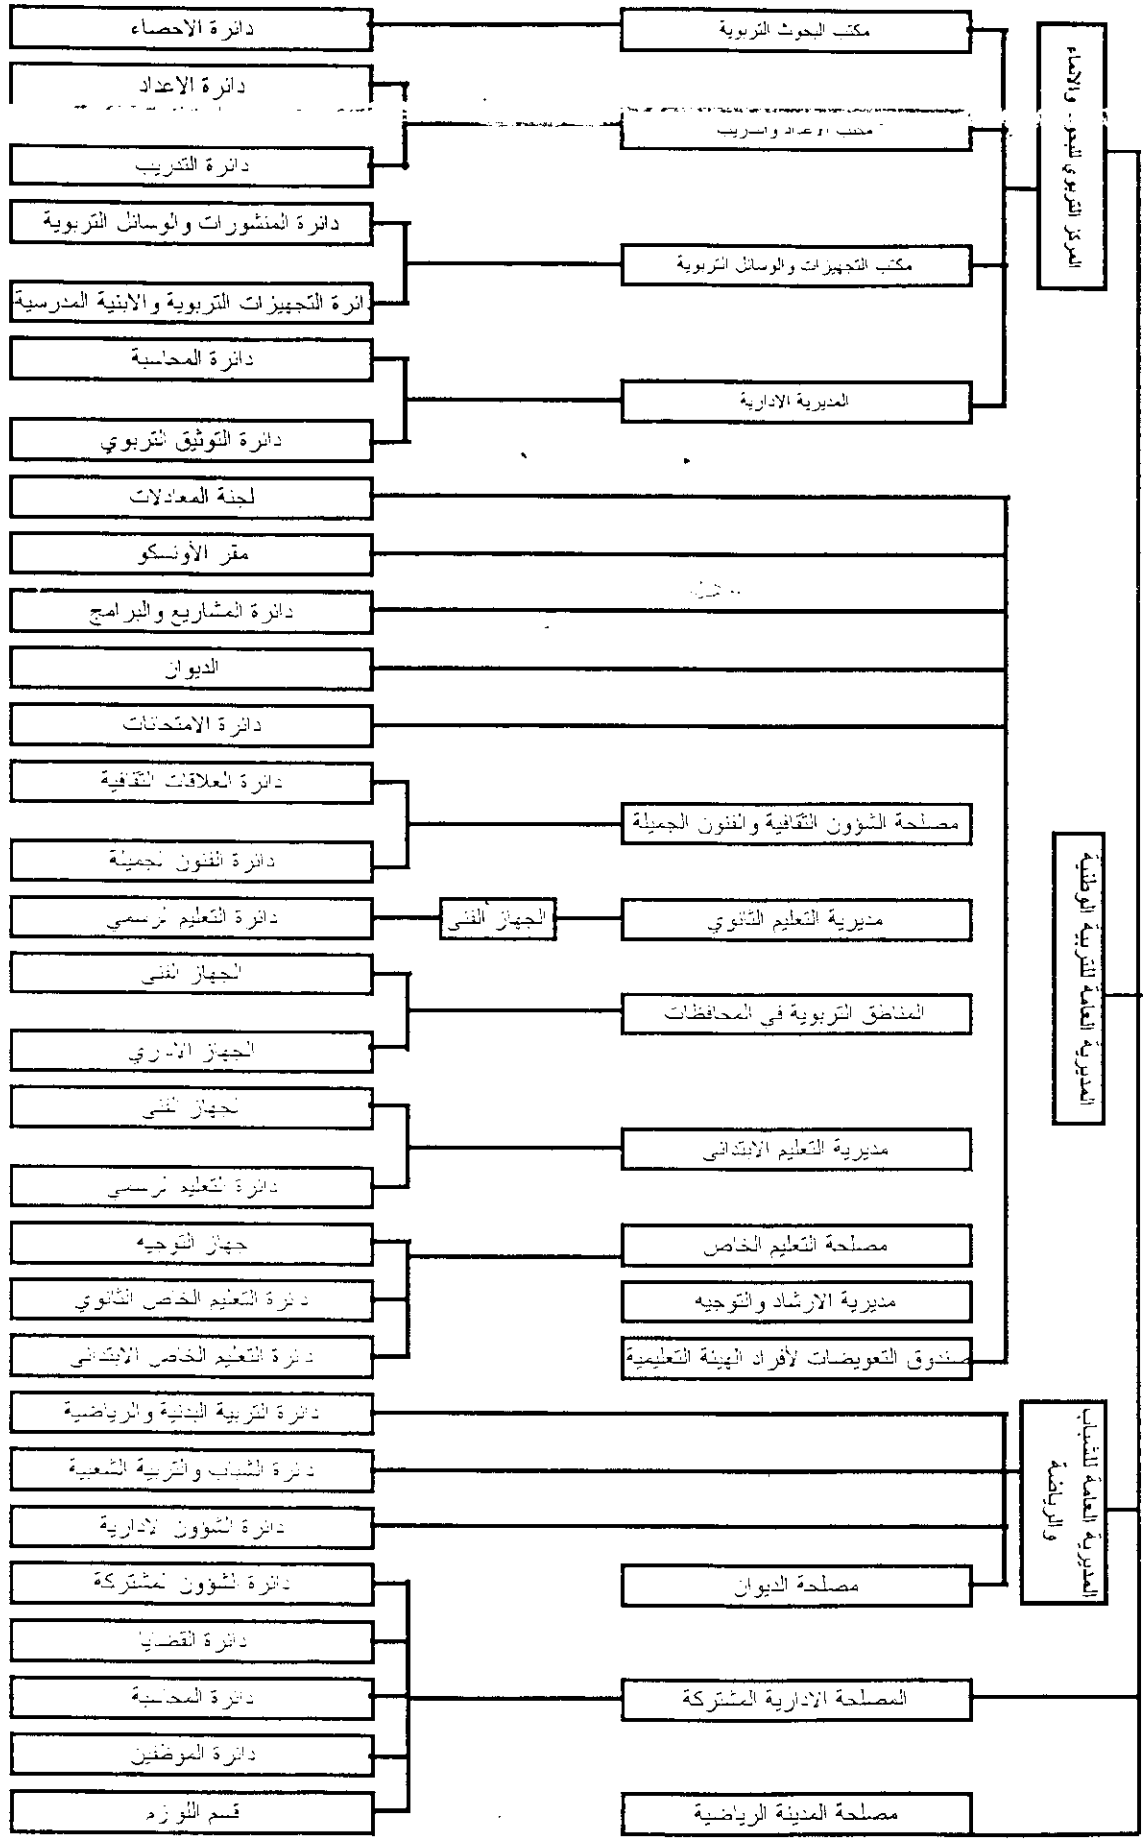 المركز التربوي للبحوث والانماء
مكتب البحوث التربوية
دائرة الاحصاء
مكتب الاعداد والتدريب
دائرة الاعداد
دائرة التدريب
مكتب التجهيزات والوسائل التربوية
دائرة المنشورات والوسائل التربوية
دائرة التجهيزات التربوية والابنية المدرسية
المديرية الادارية
دائرة المحاسبة
دائرة التوثيق التربوي
المديرية العامة للتربية الوطنية
لجنة المعادلات
مقر الأونسكو
دائرة المشاريع والبرامج
الديوان
دائرة الامتحانات
مصلحة الشؤون الثقافية والفنون الجميلة
دائرة العلاقات الثقافية
دائرة الفنون الجميلة
مديرية التعليم الثانوي
الجهاز الفني
دائرة التعليم الرسمي
المناطق التربوية في المحافظات
الجهاز الفني
الجهاز الاداري
مديرية التعليم الابتدائي
الجهاز الفني
دائرة التعليم الرسمي
مصلحة التعليم الخاص
جهاز التوجيه
دائرة التعليم الخاص الثانوي
دائرة التعليم الخاص الابتدائي
مديرية الارشاد والتوجيه
صندوق التعويضات لأفراد الهيئة التعليمية
المديرية العامة للشباب
والرياضة
دائرة التربية البدنية والرياضية
دائرة الشباب والتربية الشعبية
دائرة الشؤون الادارية
مصلحة الديوان
المصلحة الادارية المشتركة
دائرة الشؤون المشتركة
دائرة القضايا
دائرة المحاسبة
دائرة الموظفين
قسم اللوازم
مصلحة المدينة الرياضية